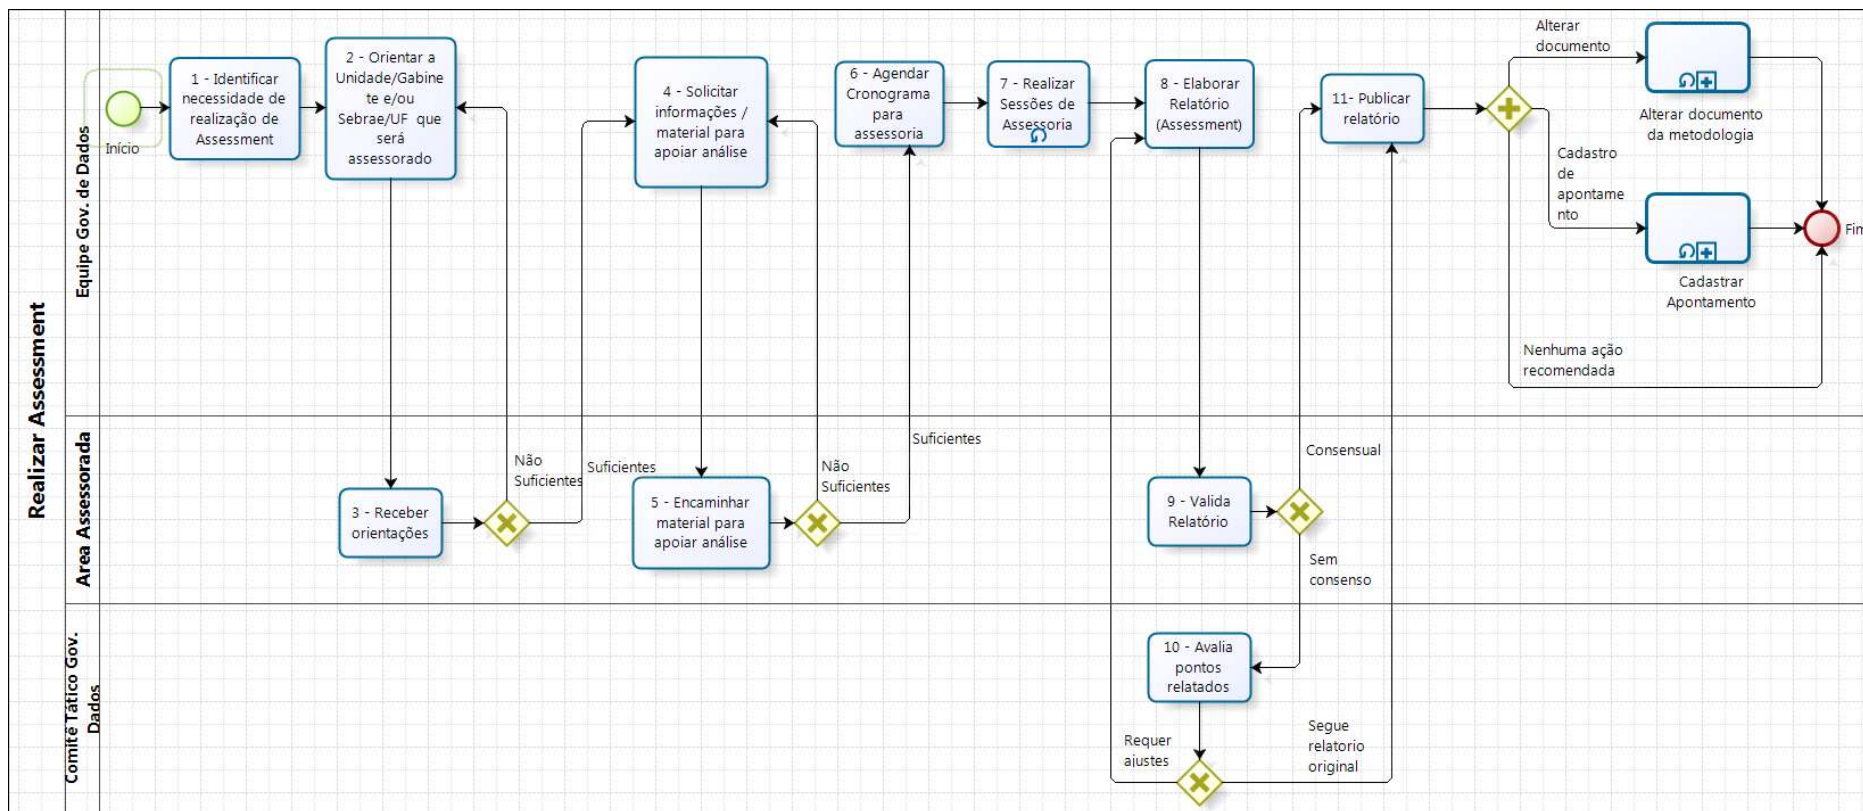 Realizar Assessment
Equipe Gov. de Dados
Início
1 - Identificar
necessidade de
realização de
Assessment
2 - Orientar a
Unidade/Gabine
te e/ou
Sebrae/UF que
será
assessorado
4 - Solicitar
informações /
material para
apoiar análise
6 - Agendar
Cronograma
para
assessoria
7 - Realizar
Sessões de
Assessoria
8 - Elaborar
Relatório
(Assessment)
11- Publicar
relatório
Alterar
documento
Alterar documento
da metodologia
Cadastro
de
apontame
nto
Cadastrar
Apontamento
Fim
Nenhuma ação
recomendada
Area Assessorada
3 - Receber
orientações
Não
Suficientes
Suficientes
5 - Encaminhar
material para
apoiar análise
Não
Suficientes
Suficientes
9 - Valida
Relatório
Consensual
Sem
consenso
Comitê Tático Gov.
Dados
10 - Avalia
pontos
relatados
Requer
ajustes
Segue
relatorio
original